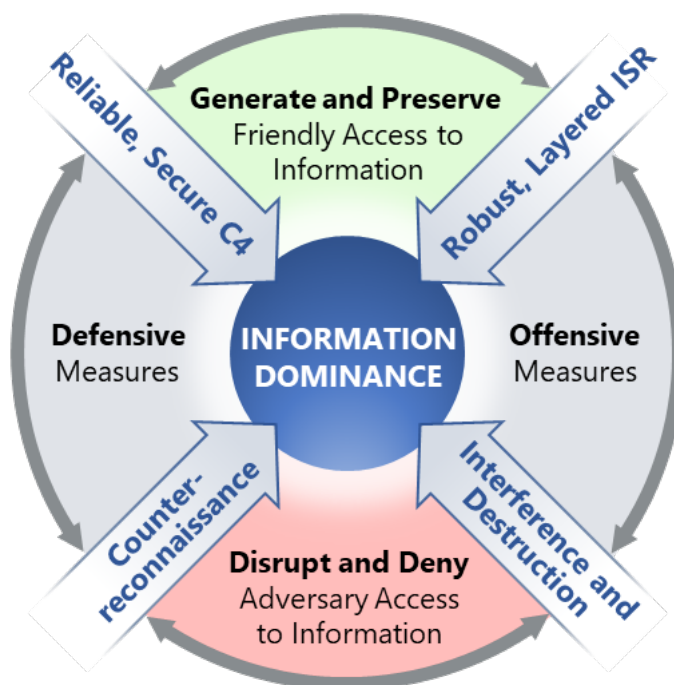 Reliable, Secure C4
Generate and Preserve
Friendly Access to
Information
Robust, Layered ISR
Defensive
Measures
INFORMATION
DOMINANCE
Offensive
Measures
Counter-
reconnaissance
Disrupt and Deny
Adversary Access
to Information
Interference and
Destruction